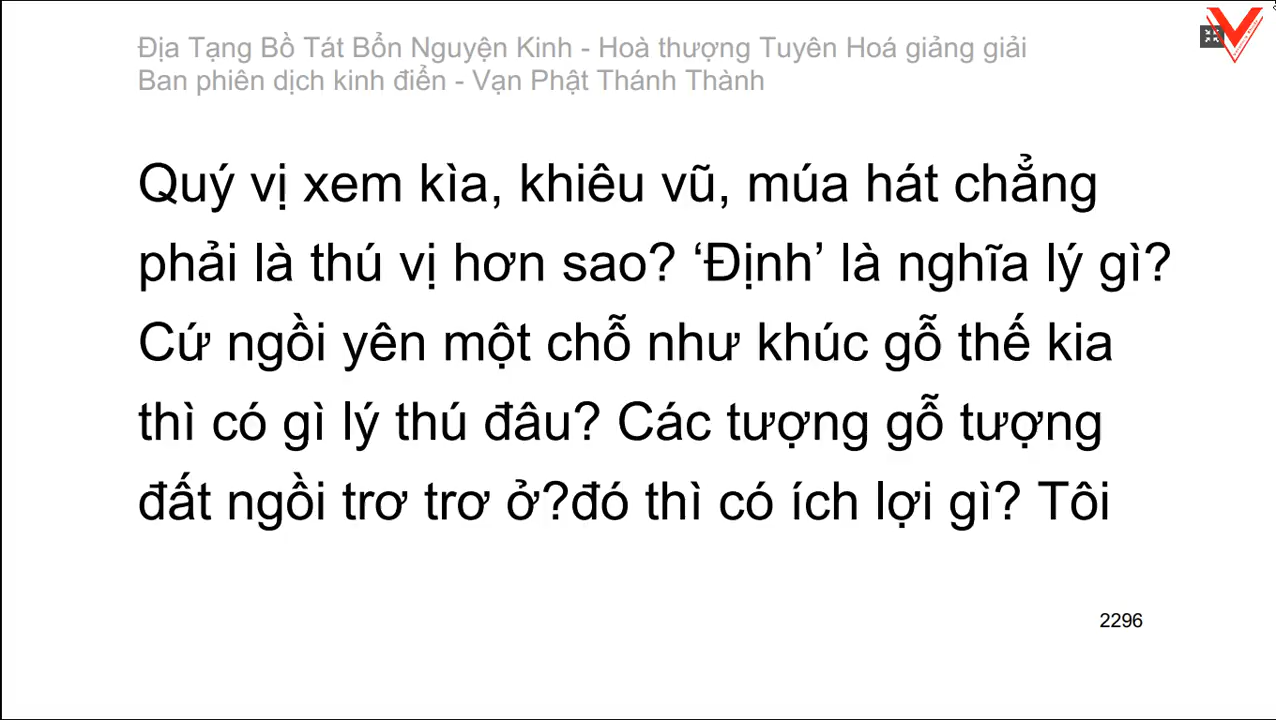 Địa Tạng Bồ Tát Bổn Nguyện Kinh - Hoà thượng Tuyên Hoá giảng giải
Ban phiên dịch kinh điển - Vạn Phật Thánh Thành
Quý vị xem kìa, khiêu vũ, múa hát chẳng
phải là thú vị hơn sao? ‘Định’ là nghĩa lý gì?
Cứ ngồi yên một chỗ như khúc gỗ thế kia
thì có gì lý thú đâu? Các tượng gỗ tượng
đất ngồi trơ trơ ở?đó thì có ích lợi gì? Tôi
2296